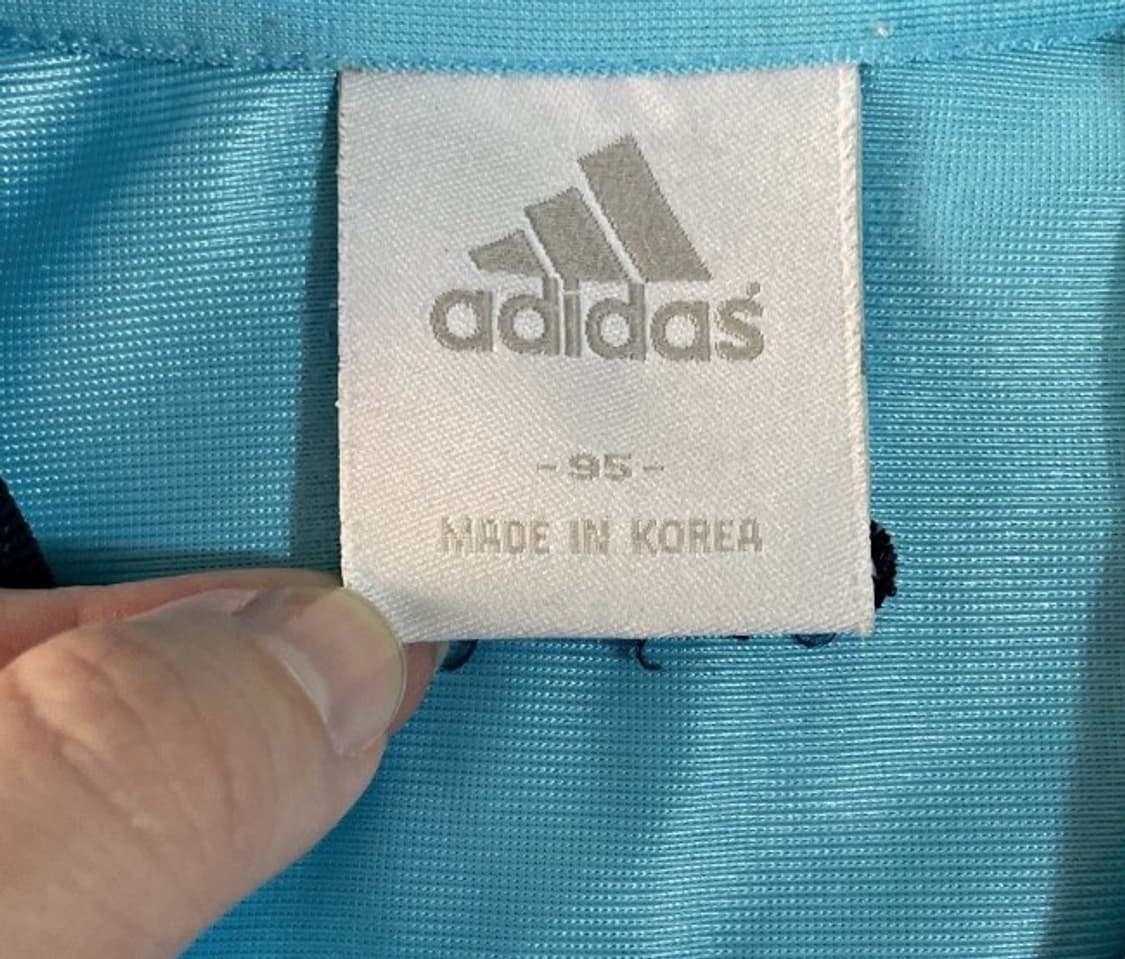 adidas
- 95 -
MADE IN KOREA